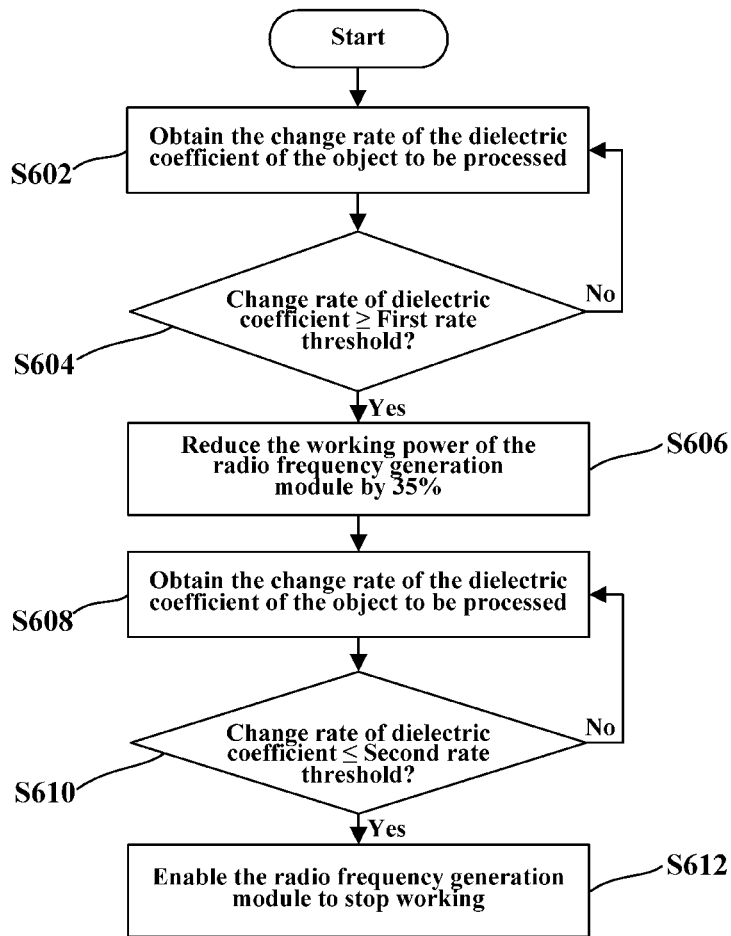 Start
Obtain the change rate of the dielectric
coefficient of the object to be processed
S602
Change rate of dielectric
coefficient ≥ First rate
threshold?
No
S604
Yes
Reduce the working power of the
radio frequency generation
module by 35%
S606
Obtain the change rate of the dielectric
coefficient of the object to be processed
S608
Change rate of dielectric
coefficient ≤ Second rate
threshold?
No
S610
Yes
Enable the radio frequency generation
module to stop working
S612